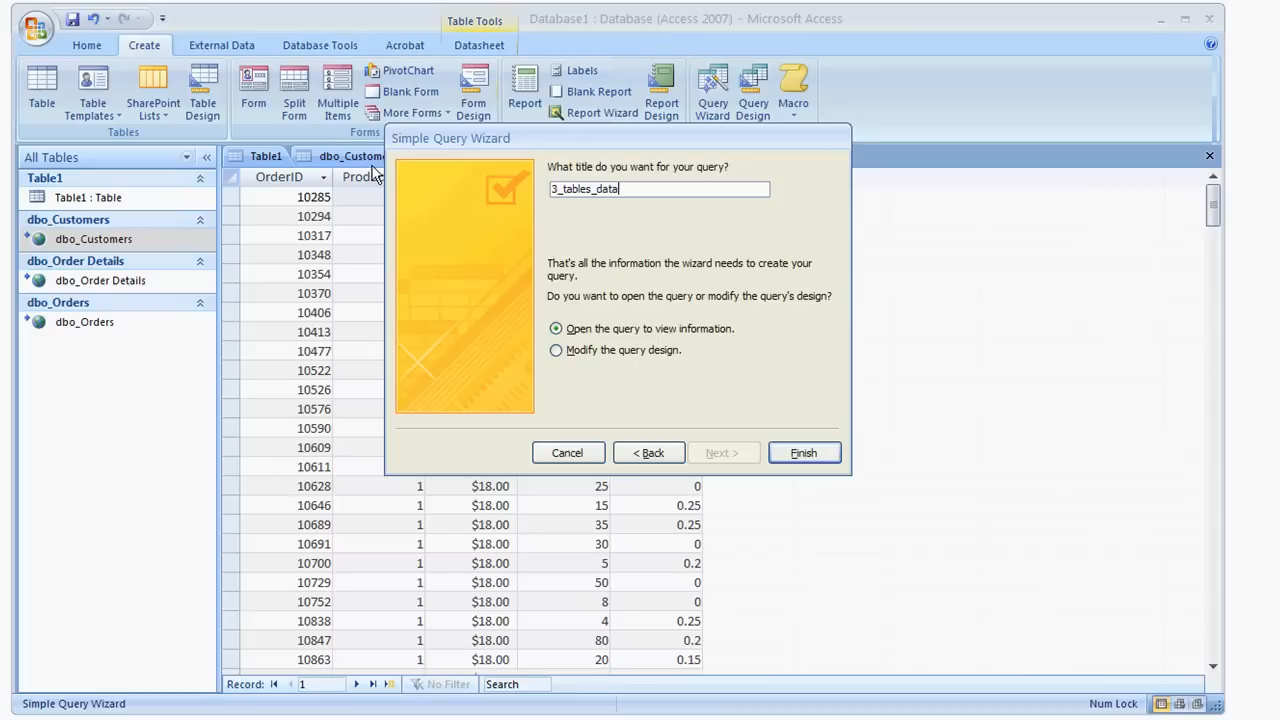 Table Tools
Database1 : Database (Access 2007) - Microsoft Access
Home Create External Data Database Tools Acrobat Datasheet
Table
Table Templates
SharePoint Lists
Table Design
Tables
Form
Split Form
Multiple Items
PivotChart
Blank Form
More Forms
Form Design
Forms
Report
Labels
Blank Report
Report Wizard
Report Design
Query Wizard
Query Design
Macro
All Tables
Table1
Table1 : Table
dbo_Customers
dbo_Customers
dbo_Order Details
dbo_Order Details
dbo_Orders
dbo_Orders
Table1 dbo_Custome
OrderID Produ
10285
10294
10317
10348
10354
10370
10406
10413
10477
10522
10526
10576
10590
10609
10611
10628 1 $18.00 25 0
10646 1 $18.00 15 0.25
10689 1 $18.00 35 0.25
10691 1 $18.00 30 0
10700 1 $18.00 5 0.2
10729 1 $18.00 50 0
10752 1 $18.00 8 0
10838 1 $18.00 4 0.25
10847 1 $18.00 80 0.2
10863 1 $18.00 20 0.15
Simple Query Wizard
What title do you want for your query?
3_tables_data
That's all the information the wizard needs to create your
query.
Do you want to open the query or modify the query's design?
Open the query to view information.
Modify the query design.
Cancel < Back Next > Finish
Record: 1 No Filter Search
Simple Query Wizard Num Lock